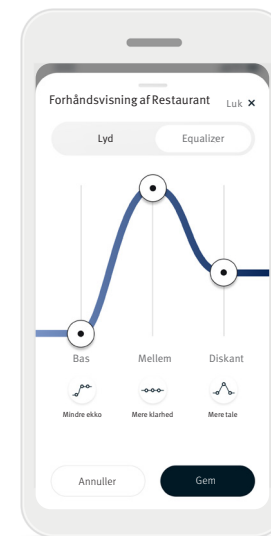 Forhåndsvisning af Restaurant Luk ×
Lyd Equalizer
Bas Mellem Diskant
Mindre ekko Mere klarhed Mere tale
Annuller Gem